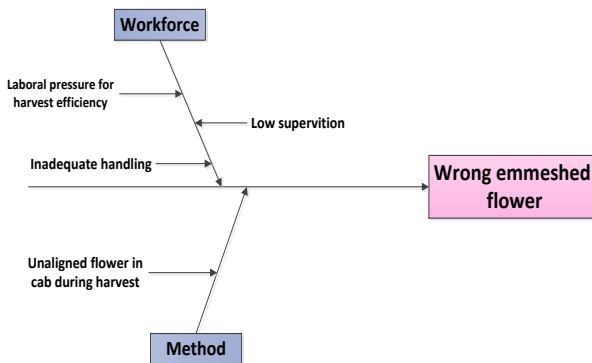 Workforce
Laboral pressure for
harvest efficiency
Low supervition
Inadequate handling
Wrong emmeshed
flower
Unaligned flower in
cab during harvest
Method